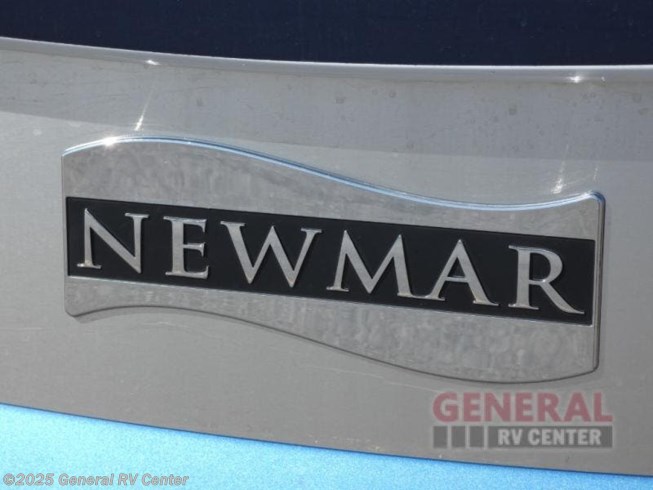 NEWMAR
GENERAL
RV CENTER
©2025 General RV Center